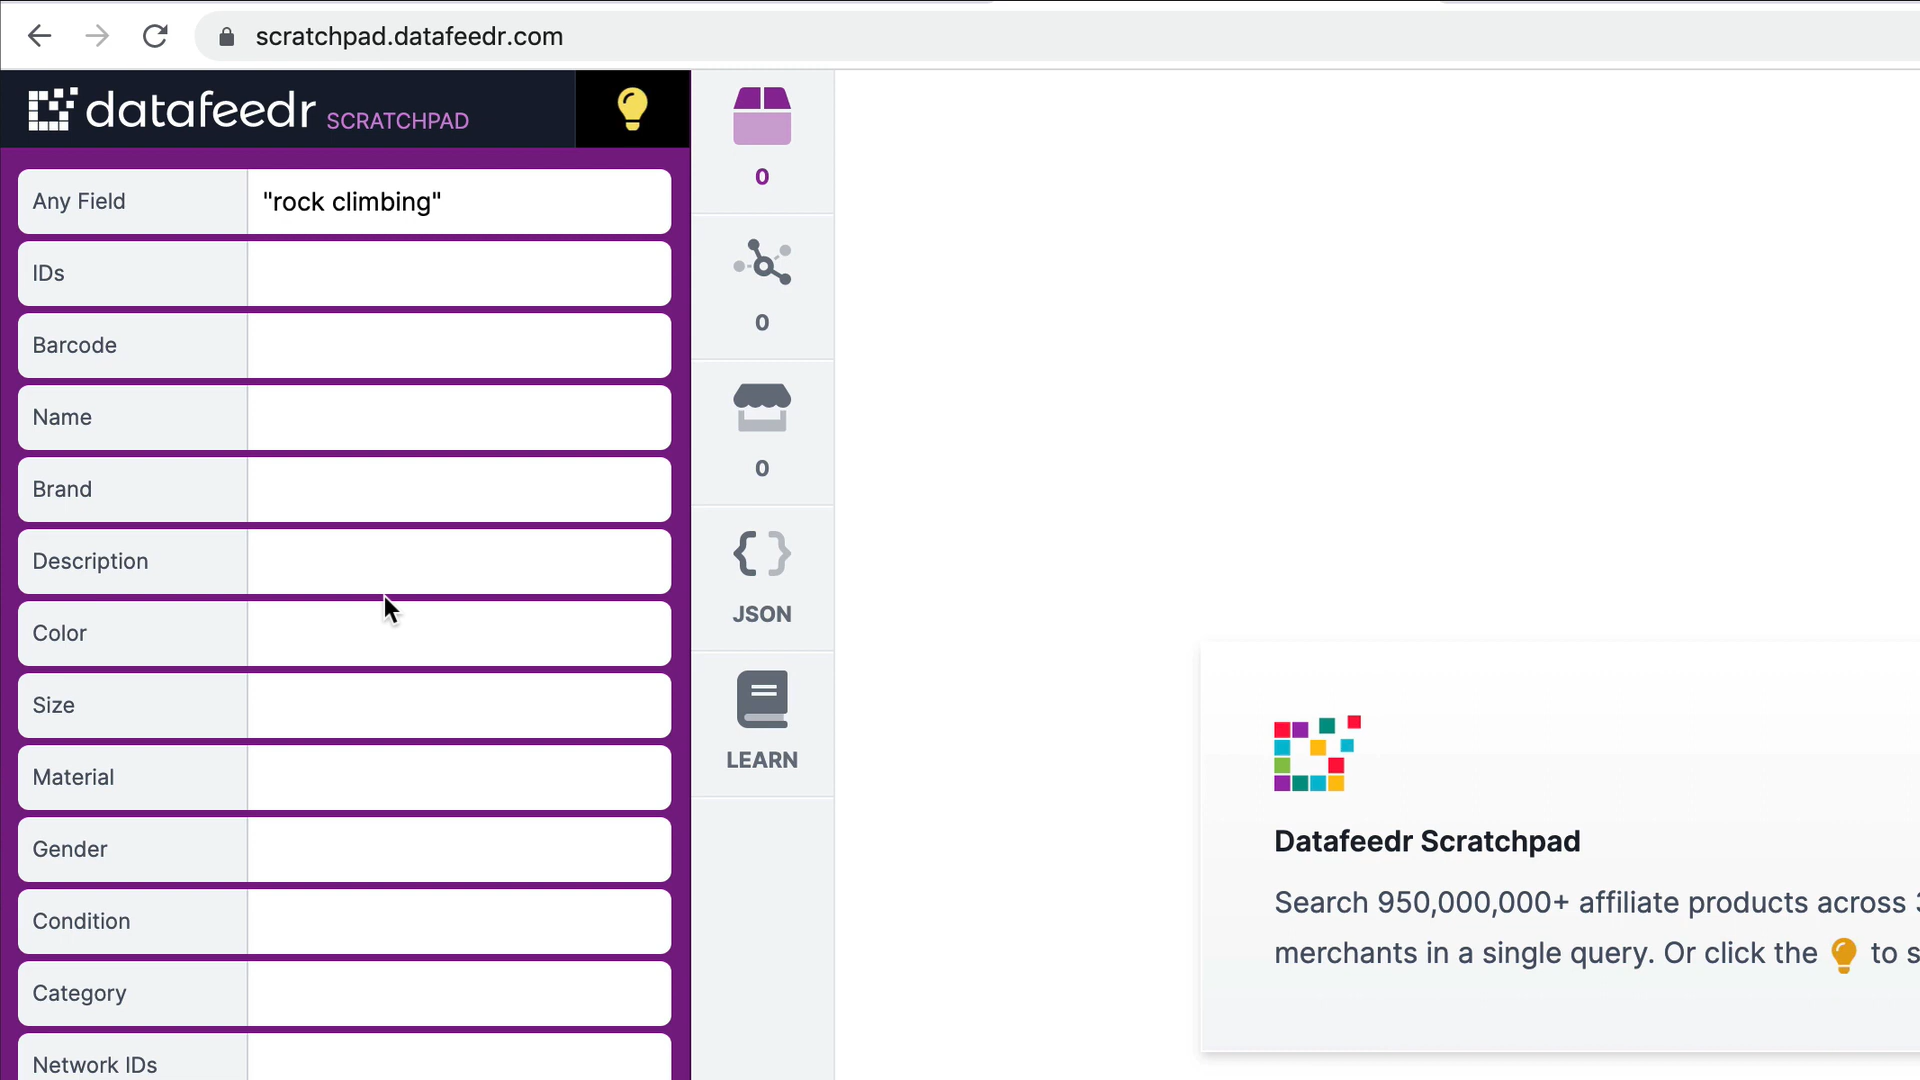 scratchpad.datafeedr.com
datafeedr SCRATCHPAD
Any Field "rock climbing"
IDs
Barcode
Name
Brand
Description
Color
Size
Material
Gender
Condition
Category
Network IDs
0
0
0
JSON
LEARN
Datafeedr Scratchpad
Search 950,000,000+ affiliate products across
merchants in a single query. Or click the to